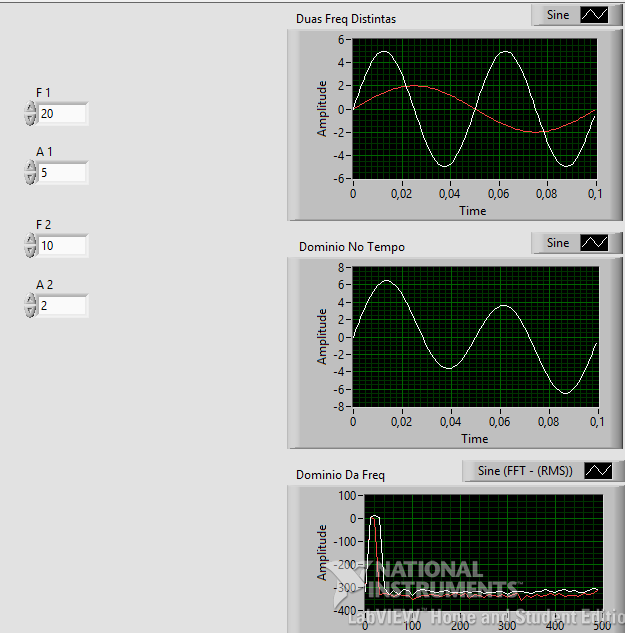 F 1
20
A 1
5
F 2
10
A 2
2
Duas Freq Distintas
Sine
Amplitude
6
4
2
0
-2
-4
-6
0 0,02 0,04 0,06 0,08 0,1
Time
Dominio No Tempo
Sine
Amplitude
8
6
4
2
0
-2
-4
-6
-8
0 0,02 0,04 0,06 0,08 0,1
Time
Dominio Da Freq
Sine (FFT - (RMS))
Amplitude
100
0
-100
-200
-300
-400
NATIONAL
INSTRUMENTS™
LabVIEW™ Home and Student Editio
0 100 200 300 400 500